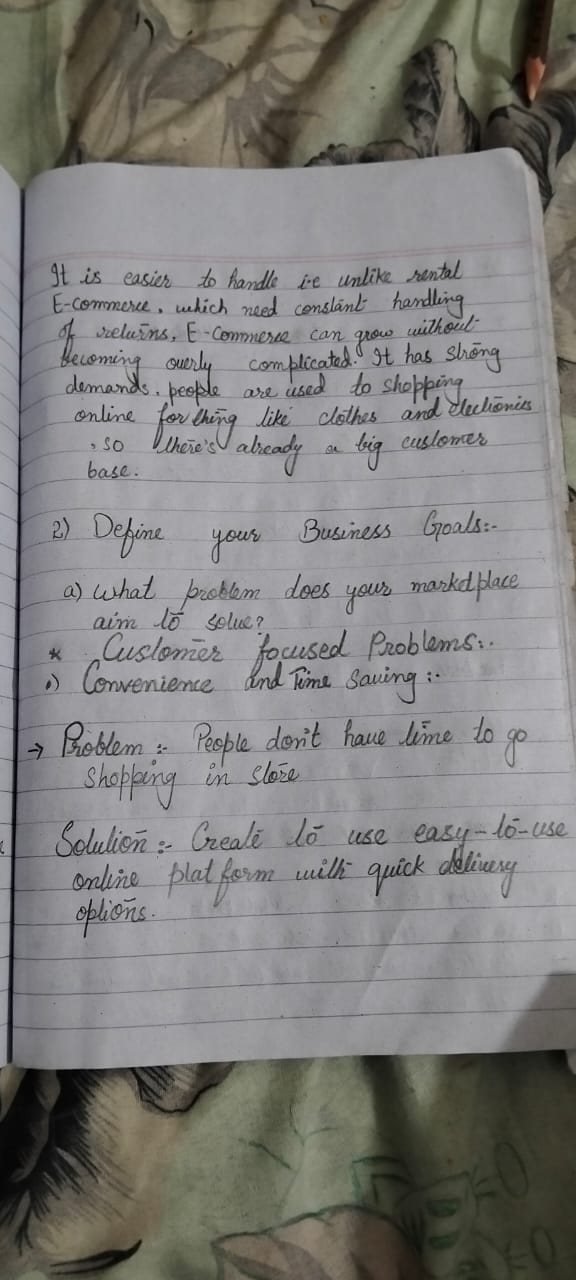 It is easier to handle i.e unlike rental
E-commerce, which need constant handling
of returns, E-Commerce can grow without
becoming overly complicated. It has strong
demands, people are used to shopping
online for thing like clothes and electronics
, so there's already a big customer
base.
2) Define your Business Goals:-
a) What problem does your marketplace
aim to solve?
* Customer focused Problems:-
•) Convenience and Time Saving :-
→ Problem :- People don't have time to go
shopping in store
Solution :- Create to use easy-to-use
online platform with quick delivery
options.